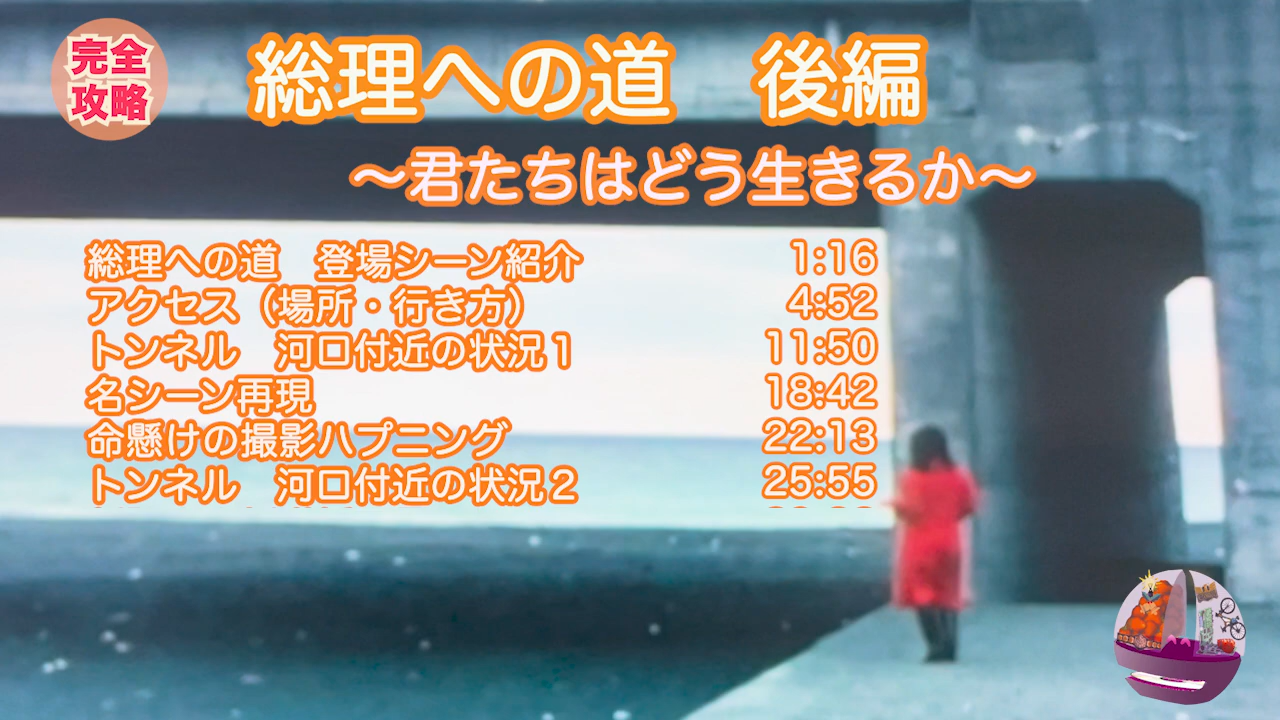 完全
攻略
総理への道　後編
〜君たちはどう生きるか〜
総理への道　登場シーン紹介 1:16
アクセス（場所・行き方） 4:52
トンネル　河口付近の状況１ 11:50
名シーン再現 18:42
命懸けの撮影ハプニング 22:13
トンネル　河口付近の状況２ 25:55